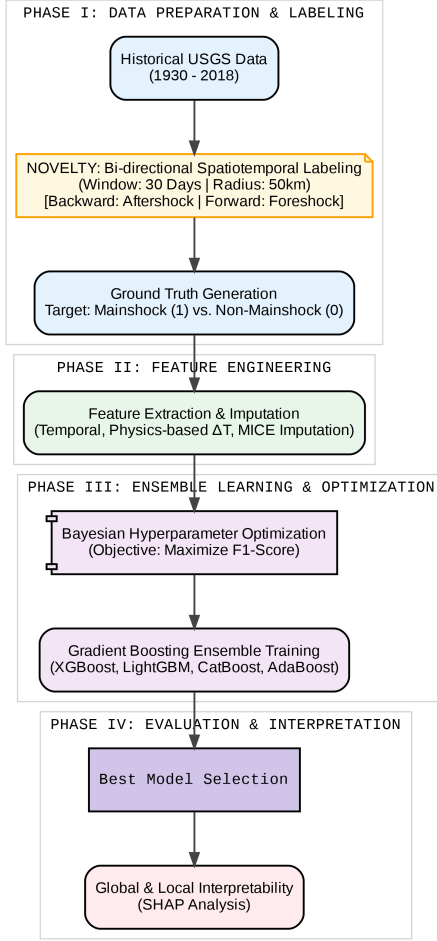 PHASE I: DATA PREPARATION & LABELING
Historical USGS Data
(1930 - 2018)
NOVELTY: Bi-directional Spatiotemporal Labeling
(Window: 30 Days | Radius: 50km)
[Backward: Aftershock | Forward: Foreshock]
Ground Truth Generation
Target: Mainshock (1) vs. Non-Mainshock (0)
PHASE II: FEATURE ENGINEERING
Feature Extraction & Imputation
(Temporal, Physics-based ΔT, MICE Imputation)
PHASE III: ENSEMBLE LEARNING & OPTIMIZATION
Bayesian Hyperparameter Optimization
(Objective: Maximize F1-Score)
Gradient Boosting Ensemble Training
(XGBoost, LightGBM, CatBoost, AdaBoost)
PHASE IV: EVALUATION & INTERPRETATION
Best Model Selection
Global & Local Interpretability
(SHAP Analysis)